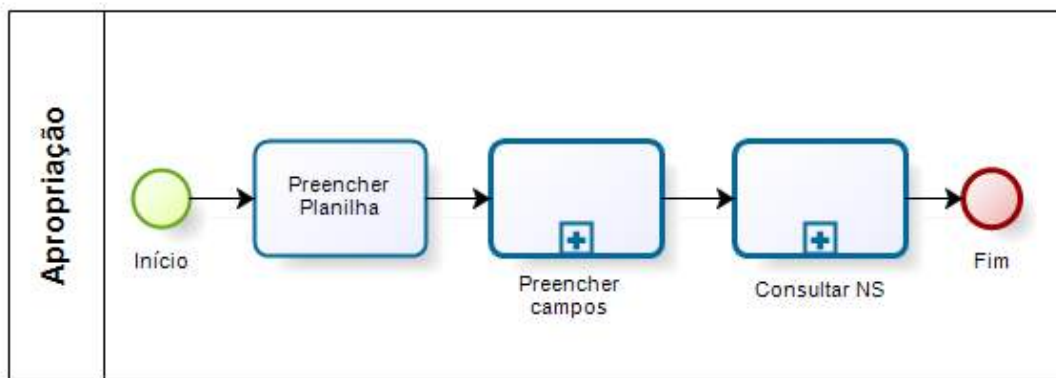 Apropriação
Início
Preencher
Planilha
Preencher
campos
Consultar NS
Fim